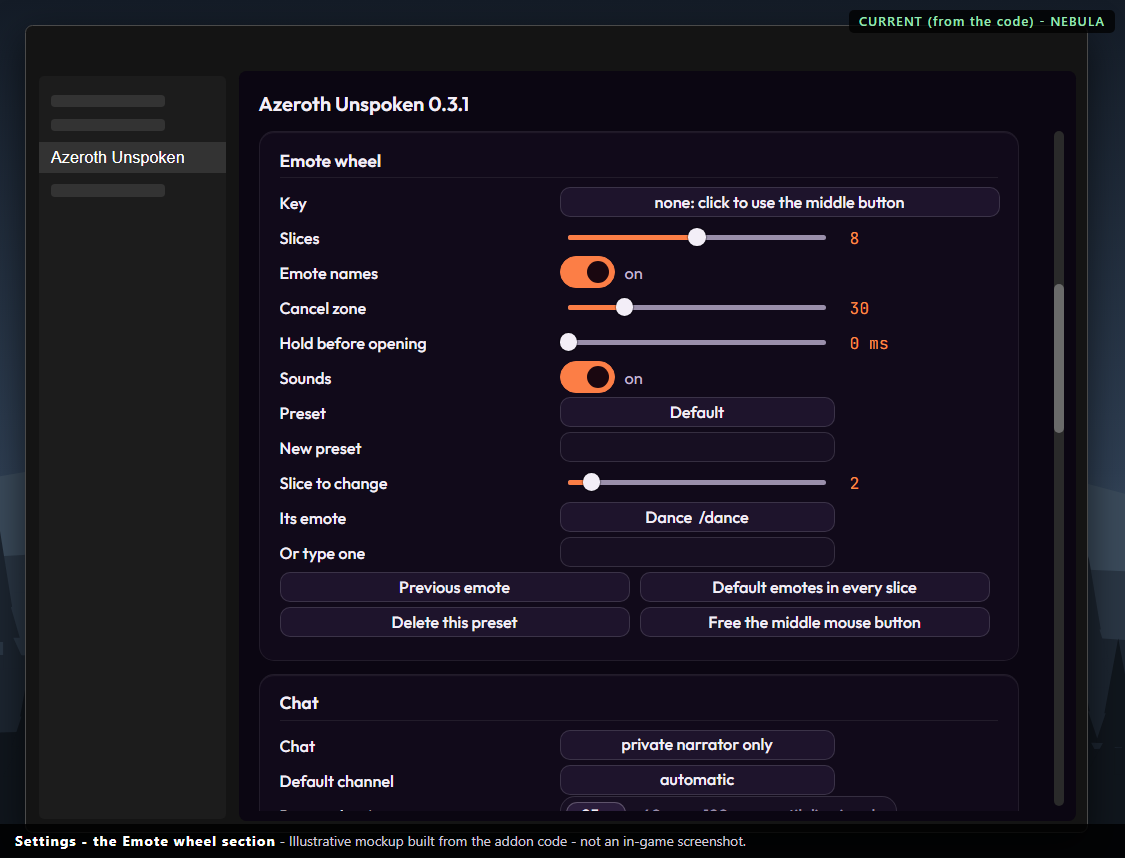 CURRENT (from the code) - NEBULA
Azeroth Unspoken
Azeroth Unspoken 0.3.1
Emote wheel
Key none: click to use the middle button
Slices 8
Emote names on
Cancel zone 30
Hold before opening 0 ms
Sounds on
Preset Default
New preset
Slice to change 2
Its emote Dance /dance
Or type one
Previous emote Default emotes in every slice
Delete this preset Free the middle mouse button
Chat
Chat private narrator only
Default channel automatic
Settings - the Emote wheel section - Illustrative mockup built from the addon code - not an in-game screenshot.